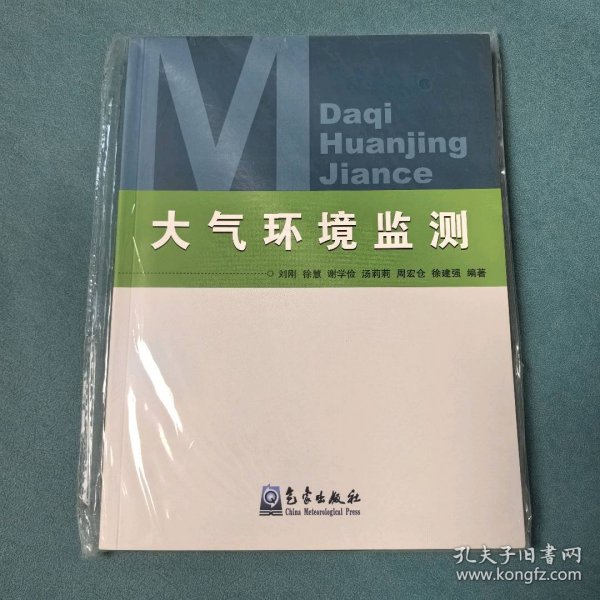 M
Daqi
Huanjing
Jiance
大气环境监测
刘刚 徐慧 谢学俭 汤莉莉 周宏仓 徐建强 编著
气象出版社
China Meteorological Press
孔夫子旧书网
www.kongfz.com